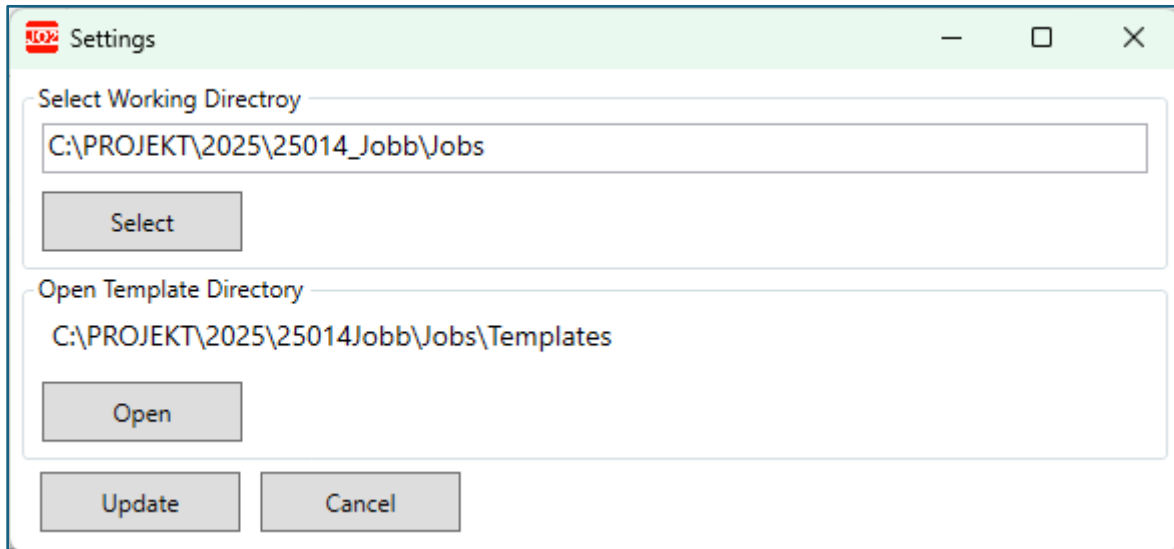 Settings
Select Working Directroy
C:\PROJEKT\2025\25014_Jobb\Jobs
Select
Open Template Directory
C:\PROJEKT\2025\25014Jobb\Jobs\Templates
Open
Update Cancel